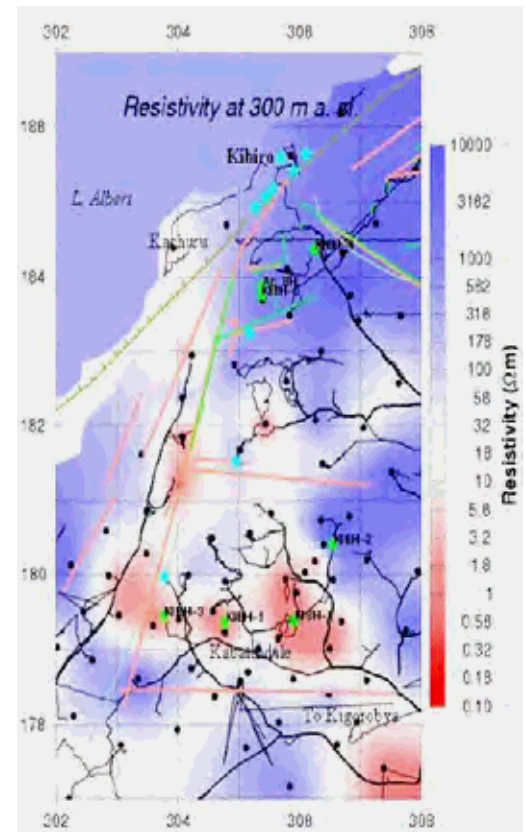 302 304 306 308
Resistivity at 300 m a. sl.
188
Kibiro
L. Albert
Kachuru
184
182
180
178
Kabatindale
To Kigorobya
302 304 306 308
10000
3162
1000
562
316
178
100
56
32
18
10
5.6
3.2
1.8
1
0.56
0.32
0.18
0.10
Resistivity (Ωm)